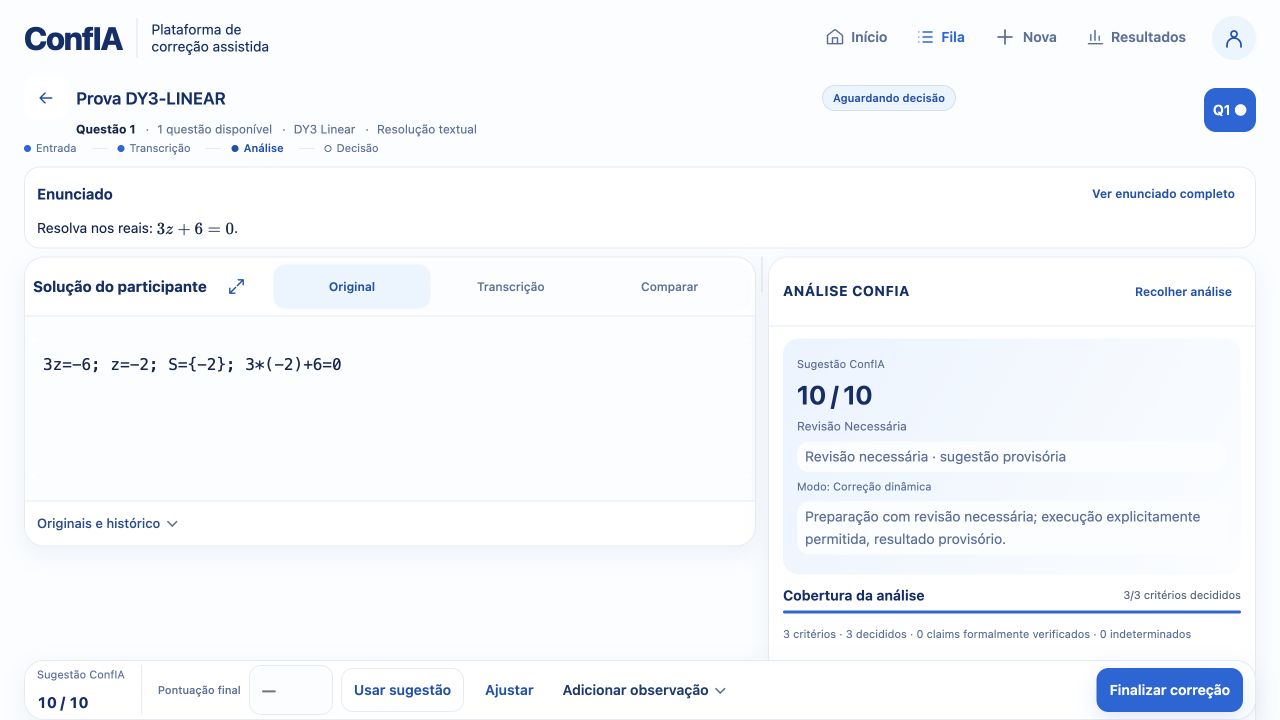 ConfIA
Plataforma de
correção assistida
Início
Fila
Nova
Resultados
Prova DY3-LINEAR
Aguardando decisão
Q1
Questão 1 · 1 questão disponível · DY3 Linear · Resolução textual
Entrada
Transcrição
Análise
Decisão
Enunciado
Ver enunciado completo
Resolva nos reais: 3z + 6 = 0.
Solução do participante
Original
Transcrição
Comparar
3z=−6; z=−2; S={−2}; 3*(−2)+6=0
Originais e histórico
ANÁLISE CONFIA
Recolher análise
Sugestão ConfIA
10 / 10
Revisão Necessária
Revisão necessária · sugestão provisória
Modo: Correção dinâmica
Preparação com revisão necessária; execução explicitamente
permitida, resultado provisório.
Cobertura da análise
3/3 critérios decididos
3 critérios · 3 decididos · 0 claims formalmente verificados · 0 indeterminados
Sugestão ConfIA
10 / 10
Pontuação final
—
Usar sugestão
Ajustar
Adicionar observação
Finalizar correção